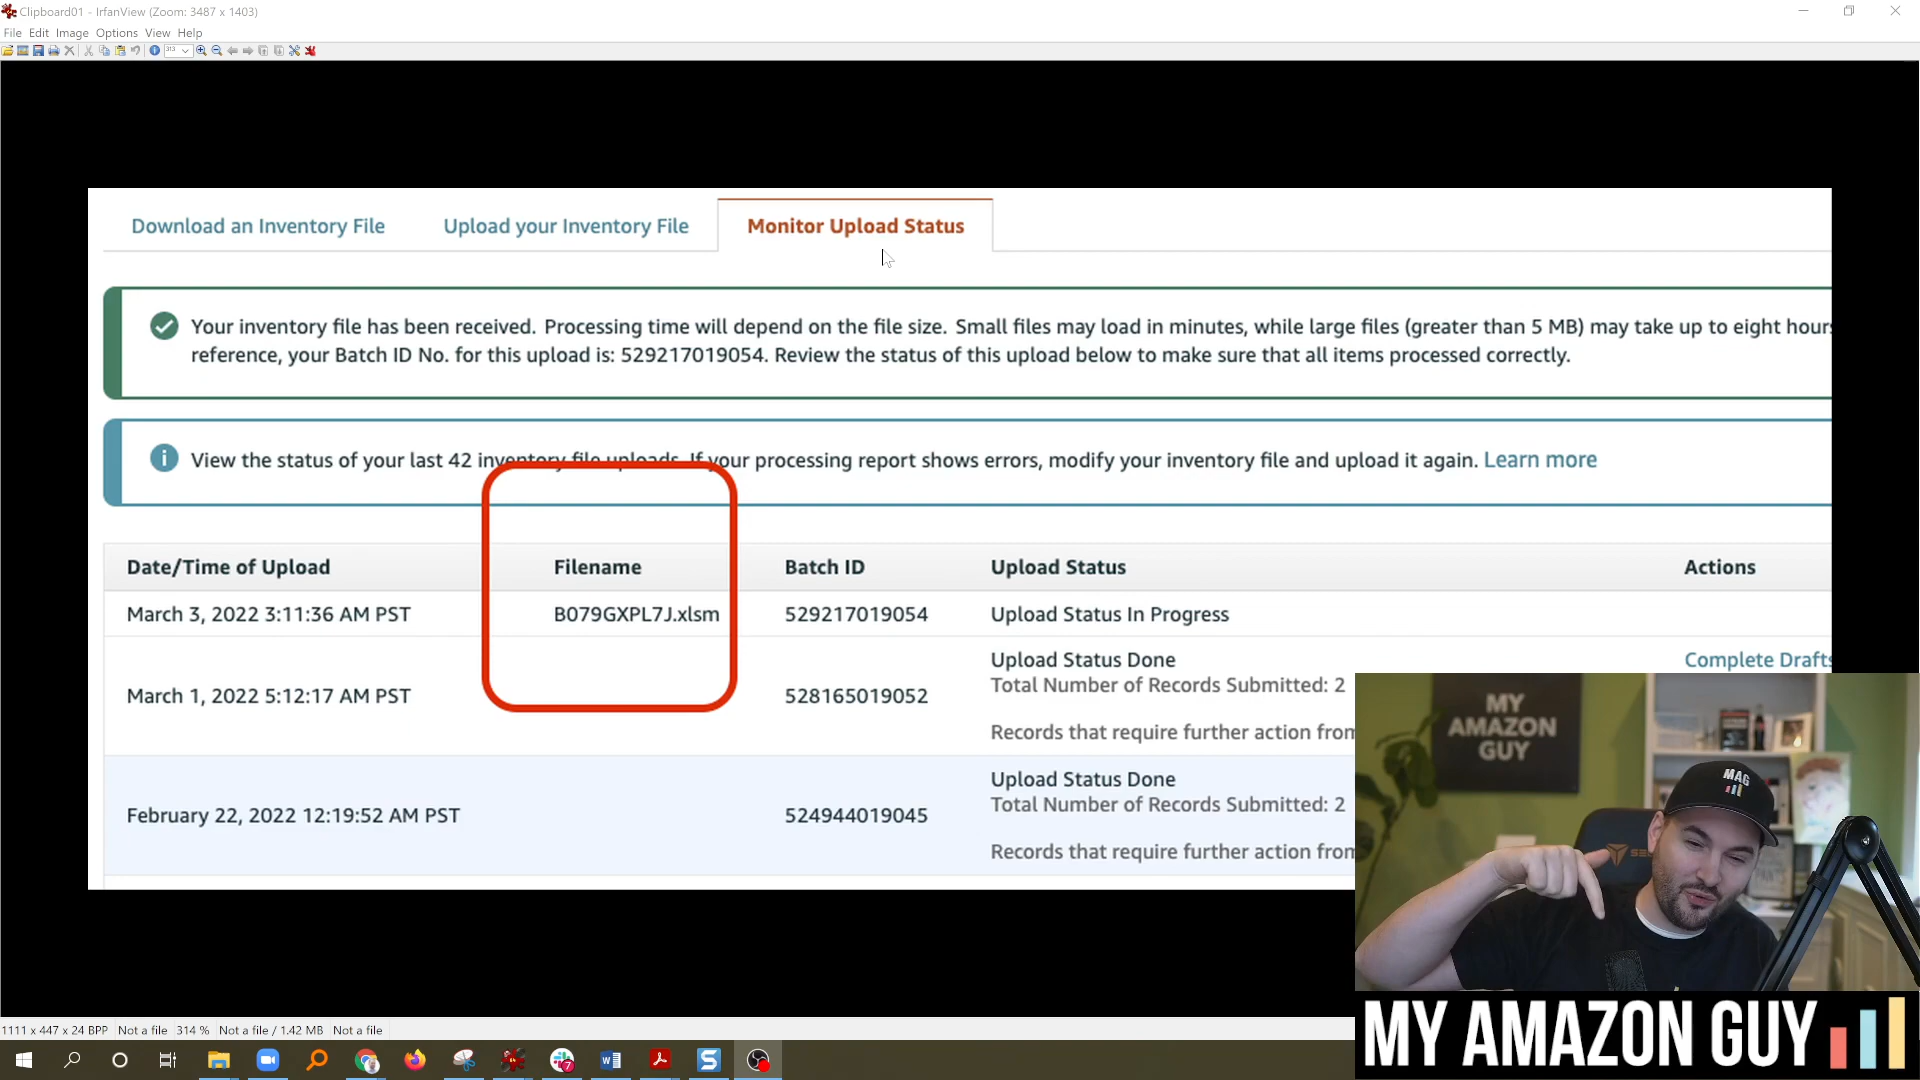 Clipboard01 - IrfanView (Zoom: 3487 x 1403)
File Edit Image Options View Help
313
Download an Inventory File Upload your Inventory File Monitor Upload Status
Your inventory file has been received. Processing time will depend on the file size. Small files may load in minutes, while large files (greater than 5 MB) may take up to eight hours
reference, your Batch ID No. for this upload is: 529217019054. Review the status of this upload below to make sure that all items processed correctly.
View the status of your last 42 inventory file uploads. If your processing report shows errors, modify your inventory file and upload it again. Learn more
Date/Time of Upload Filename Batch ID Upload Status Actions
March 3, 2022 3:11:36 AM PST B079GXPL7J.xlsm 529217019054 Upload Status In Progress
Upload Status Done Complete Drafts
Total Number of Records Submitted: 2
March 1, 2022 5:12:17 AM PST 528165019052
Records that require further action from
Upload Status Done
Total Number of Records Submitted: 2
February 22, 2022 12:19:52 AM PST 524944019045
Records that require further action from
MY
AMAZON
GUY
MAG
MY AMAZON GUY
1111 x 447 x 24 BPP Not a file 314 % Not a file / 1.42 MB Not a file